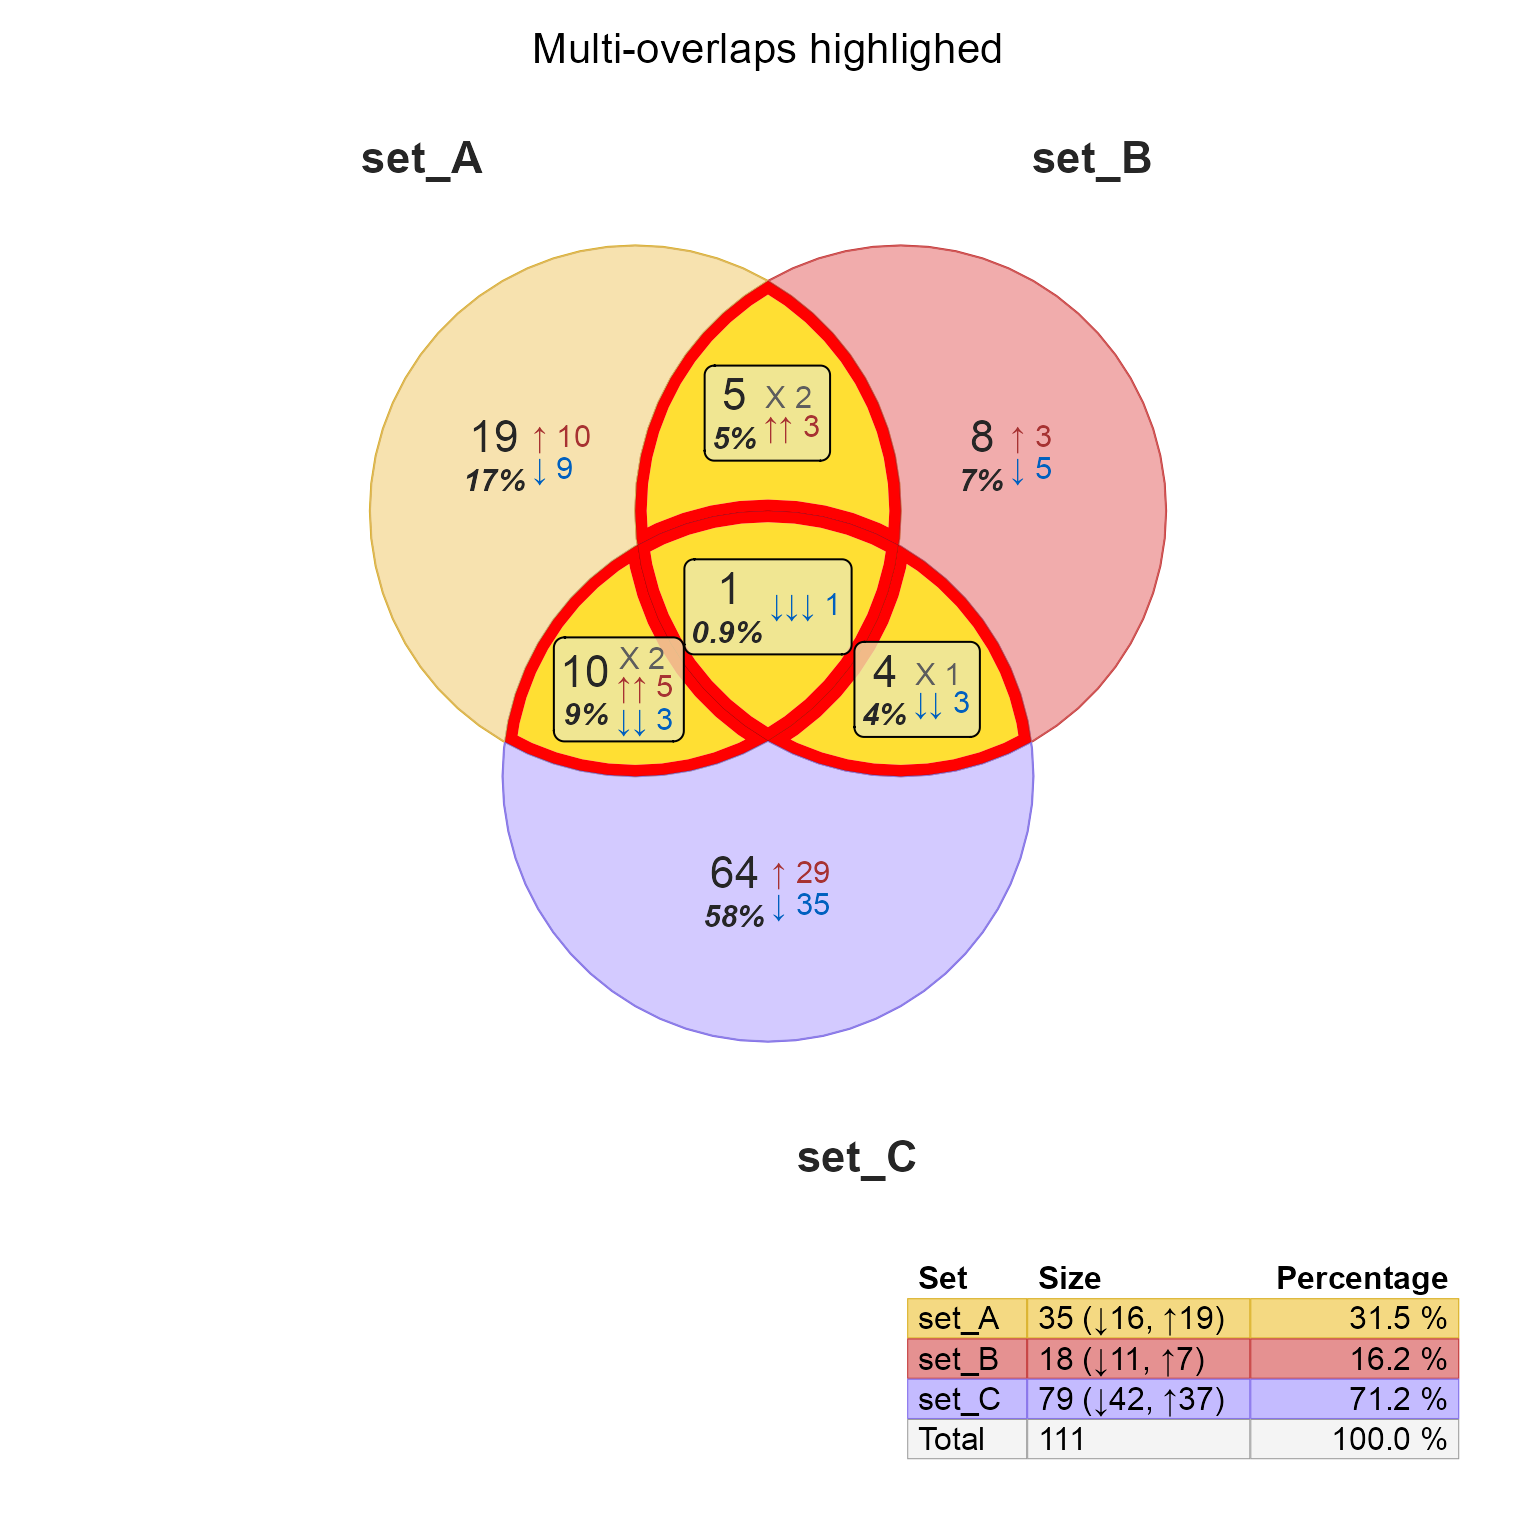 Multi-overlaps highlighed
set_A
set_B
5 X 2
5% ↑↑ 3
19 ↑ 10
17% ↓ 9
8 ↑ 3
7% ↓ 5
1
0.9% ↓↓↓ 1
10 X 2
↑↑ 5
9% ↓↓ 3
4 X 1
4% ↓↓ 3
64 ↑ 29
58% ↓ 35
set_C
Set Size Percentage
set_A 35 (↓16, ↑19) 31.5 %
set_B 18 (↓11, ↑7) 16.2 %
set_C 79 (↓42, ↑37) 71.2 %
Total 111 100.0 %